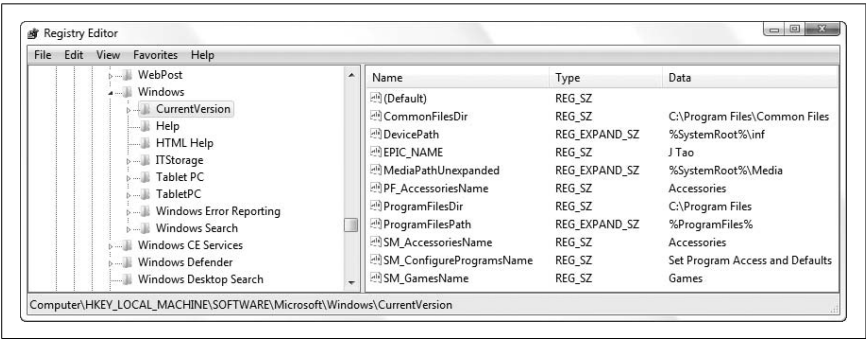 Registry Editor
File Edit View Favorites Help
WebPost
Windows
CurrentVersion
Help
HTML Help
ITStorage
Tablet PC
TabletPC
Windows Error Reporting
Windows Search
Windows CE Services
Windows Defender
Windows Desktop Search
Name Type Data
(Default) REG_SZ
CommonFilesDir REG_SZ C:\Program Files\Common Files
DevicePath REG_EXPAND_SZ %SystemRoot%\inf
EPIC_NAME REG_SZ J Tao
MediaPathUnexpanded REG_EXPAND_SZ %SystemRoot%\Media
PF_AccessoriesName REG_SZ Accessories
ProgramFilesDir REG_SZ C:\Program Files
ProgramFilesPath REG_EXPAND_SZ %ProgramFiles%
SM_AccessoriesName REG_SZ Accessories
SM_ConfigureProgramsName REG_SZ Set Program Access and Defaults
SM_GamesName REG_SZ Games
Computer\HKEY_LOCAL_MACHINE\SOFTWARE\Microsoft\Windows\CurrentVersion